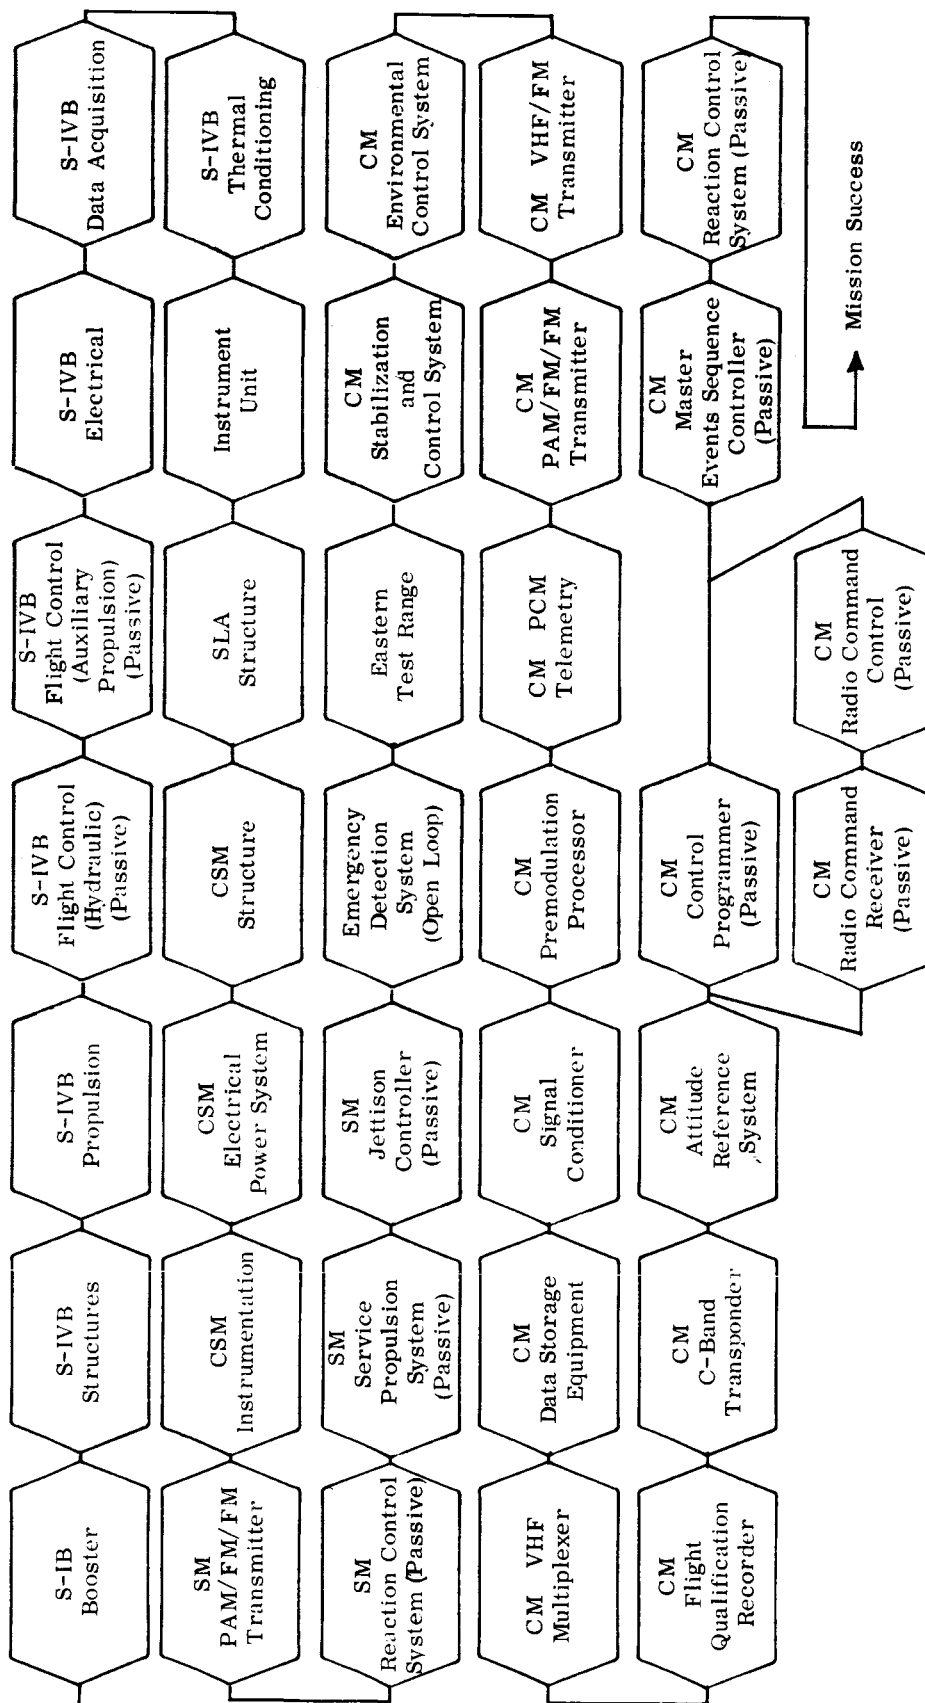 S-IB
Booster
S-IVB
Structures
S-IVB
Propulsion
S-IVB
Flight Control
(Hydraulic)
(Passive)
S-IVB
Flight Control
(Auxiliary
Propulsion)
(Passive)
S-IVB
Electrical
S-IVB
Data Acquisition
SM
PAM/FM/FM
Transmitter
CSM
Instrumentation
CSM
Electrical
Power System
CSM
Structure
SLA
Structure
Instrument
Unit
S-IVB
Thermal
Conditioning
SM
Reaction Control
System (Passive)
SM
Service
Propulsion
System
(Passive)
SM
Jettison
Controller
(Passive)
Emergency
Detection
System
(Open Loop)
Eastern
Test Range
CM
Stabilization
and
Control System
CM
Environmental
Control System
CM VHF
Multiplexer
CM
Data Storage
Equipment
CM
Signal
Conditioner
CM
Premodulation
Processor
CM PCM
Telemetry
CM
PAM/FM/FM
Transmitter
CM VHF/FM
Transmitter
CM
Flight
Qualification
Recorder
CM
C-Band
Transponder
CM
Attitude
Reference
System
CM
Control
Programmer
(Passive)
CM
Master
Events Sequence
Controller
(Passive)
CM
Reaction Control
System (Passive)
CM
Radio Command
Receiver
(Passive)
CM
Radio Command
Control
(Passive)
Mission Success